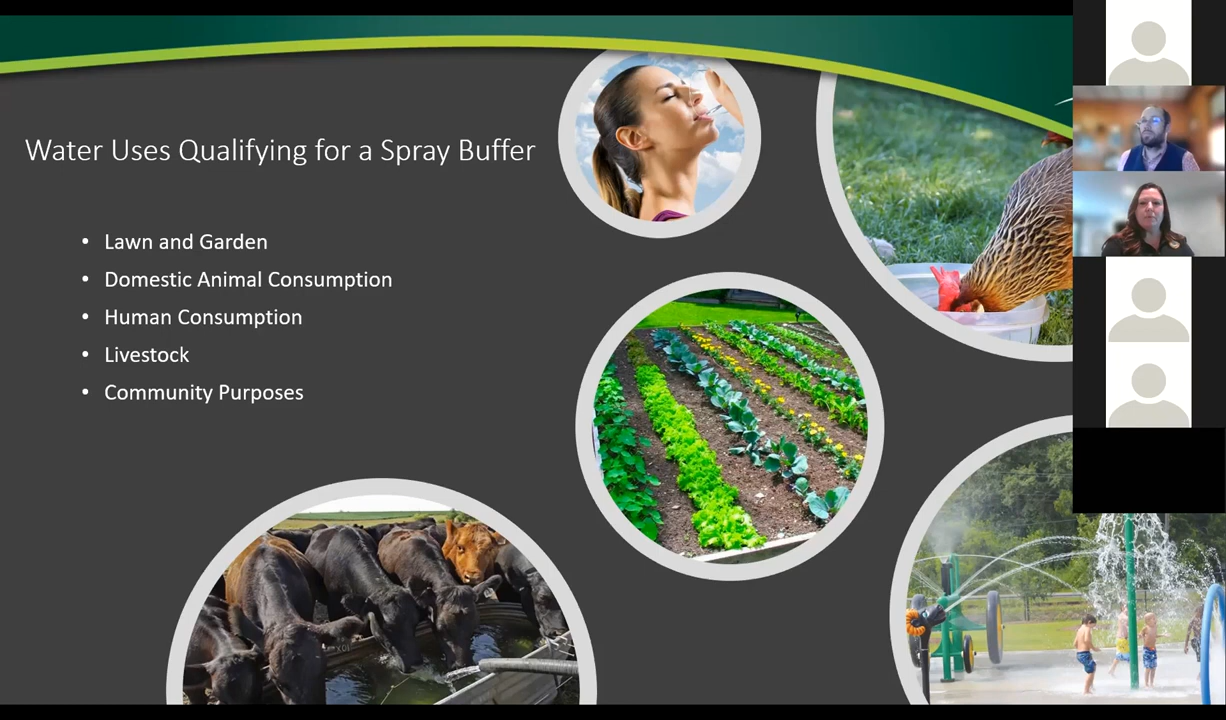 Water Uses Qualifying for a Spray Buffer
• Lawn and Garden
• Domestic Animal Consumption
• Human Consumption
• Livestock
• Community Purposes